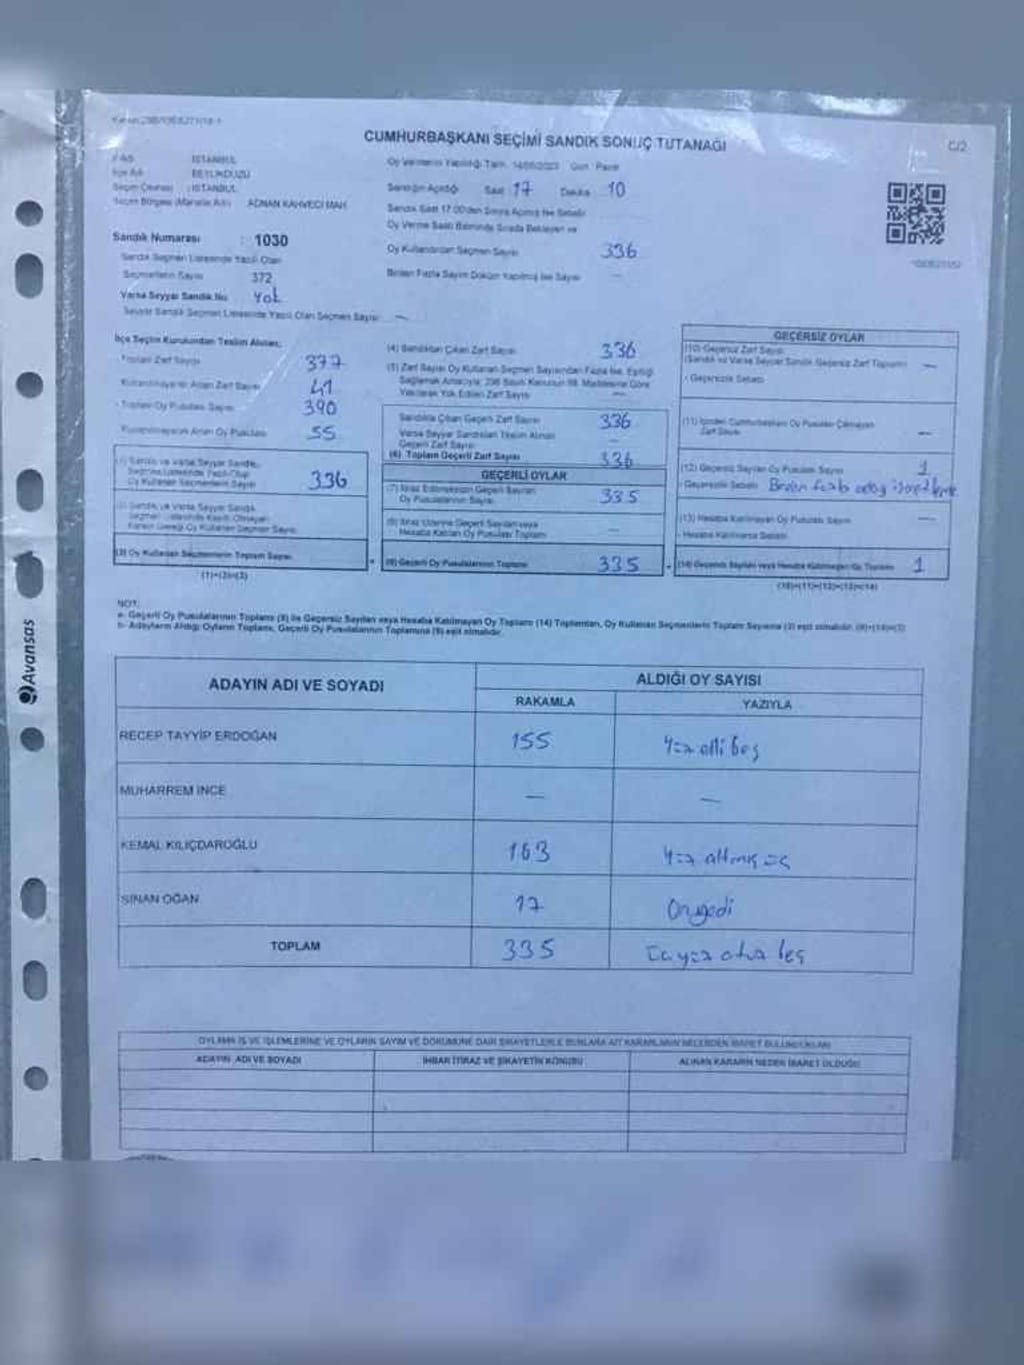 CUMHURBAŞKANI SEÇİMİ SANDIK SONUÇ TUTANAĞI
C/2
İSTANBUL
BEYLİKDÜZÜ
Seçim Çevresi : İSTANBUL
ADNAN KAHVECİ MAH.
Sandık Numarası : 1030
Sandık Seçmen Listesinde Yazılı Olan
Seçmenlerin Sayısı 372
Varsa Seyyar Sandık No: Yok
Seyyar Sandık Seçmen Listesinde Yazılı Olan Seçmen Sayısı: —
Oy Verme İşinin Yapıldığı Tarih: 14/05/2023 Gün: Pazar
Sandığın Açıldığı Saat 17 Dakika 10
Sandık Saat 17.00'den Sonra Açılmış İse Sebebi
Oy Verme Saati Bitiminde Sırada Bekleyen ve
Oy Kullandırılan Seçmen Sayısı 336
Birden Fazla Sayım Döküm Yapılmış İse Sayısı —
İlçe Seçim Kurulundan Teslim Alınan;
- Toplam Zarf Sayısı 377
Kullanılmayarak Artan Zarf Sayısı 41
- Toplam Oy Pusulası Sayısı 390
Kullanılmayarak Artan Oy Pusulası 55
(1) Sandık ve Varsa Seyyar Sandık
Seçmen Listesinde Yazılı Olup
Oy Kullanan Seçmenlerin Sayısı 336
(2) Sandık ve Varsa Seyyar Sandık
Seçmen Listesinde Kayıtlı Olmayan
Kanun Gereği Oy Kullanan Seçmen Sayısı
(3) Oy Kullanan Seçmenlerin Toplam Sayısı
(1)+(2)=(3)
(4) Sandıktan Çıkan Zarf Sayısı 336
(5) Zarf Sayısı Oy Kullanan Seçmen Sayısından Fazla İse, Eşitliği
Sağlamak Amacıyla, 298 Sayılı Kanunun 98. Maddesine Göre
Yakılarak Yok Edilen Zarf Sayısı —
Sandıkta Çıkan Geçerli Zarf Sayısı 336
Varsa Seyyar Sandıktan Teslim Alınan
Geçerli Zarf Sayısı —
(6) Toplam Geçerli Zarf Sayısı 336
GEÇERLİ OYLAR
(7) İtiraz Edilmeksizin Geçerli Sayılan
Oy Pusulalarının Sayısı 335
(8) İtiraz Üzerine Geçerli Sayılan veya
Hesaba Katılan Oy Pusulası Toplamı —
(9) Geçerli Oy Pusulalarının Toplamı 335
GEÇERSİZ OYLAR
(10) Geçersiz Zarf Sayısı
(Sandık ve Varsa Seyyar Sandık Geçersiz Zarf Toplamı) —
- Geçersizlik Sebebi
(11) İçinden Cumhurbaşkanı Oy Pusulası Çıkmayan
Zarf Sayısı —
(12) Geçersiz Sayılan Oy Pusulası Sayısı 1
- Geçersizlik Sebebi Birden fazla aday
(13) Hesaba Katılmayan Oy Pusulası Sayısı —
- Hesaba Katılmama Sebebi
(14) Geçersiz Sayılan veya Hesaba Katılmayan Oy Toplamı 1
(10)+(11)+(12)+(13)=(14)
NOT:
a- Geçerli Oy Pusulalarının Toplamı (9) ile Geçersiz Sayılan veya Hesaba Katılmayan Oy Toplamı (14) Toplamları, Oy Kullanan Seçmenlerin Toplam Sayısına (3) eşit olmalıdır. (9)+(14)=(3)
b- Adayların Aldığı Oyların Toplamı, Geçerli Oy Pusulalarının Toplamına (9) eşit olmalıdır.
ADAYIN ADI VE SOYADI
ALDIĞI OY SAYISI
RAKAMLA YAZIYLA
RECEP TAYYİP ERDOĞAN 155 Yüz elli beş
MUHARREM İNCE — —
KEMAL KILIÇDAROĞLU 163 Yüz altmış üç
SİNAN OĞAN 17 Onyedi
TOPLAM 335 Üçyüz otuz beş
OYLAMA İŞ VE İŞLEMLERİNE VE OYLARIN SAYIM VE DÖKÜMÜNE DAİR ŞİKAYETLERLE BUNLARA AİT KARARLARIN NELERDEN İBARET BULUNDUKLARI
ADAYIN ADI VE SOYADI İHBAR İTİRAZ VE ŞİKAYETİN KONUSU ALINAN KARARIN NEDEN İBARET OLDUĞU
Avansas